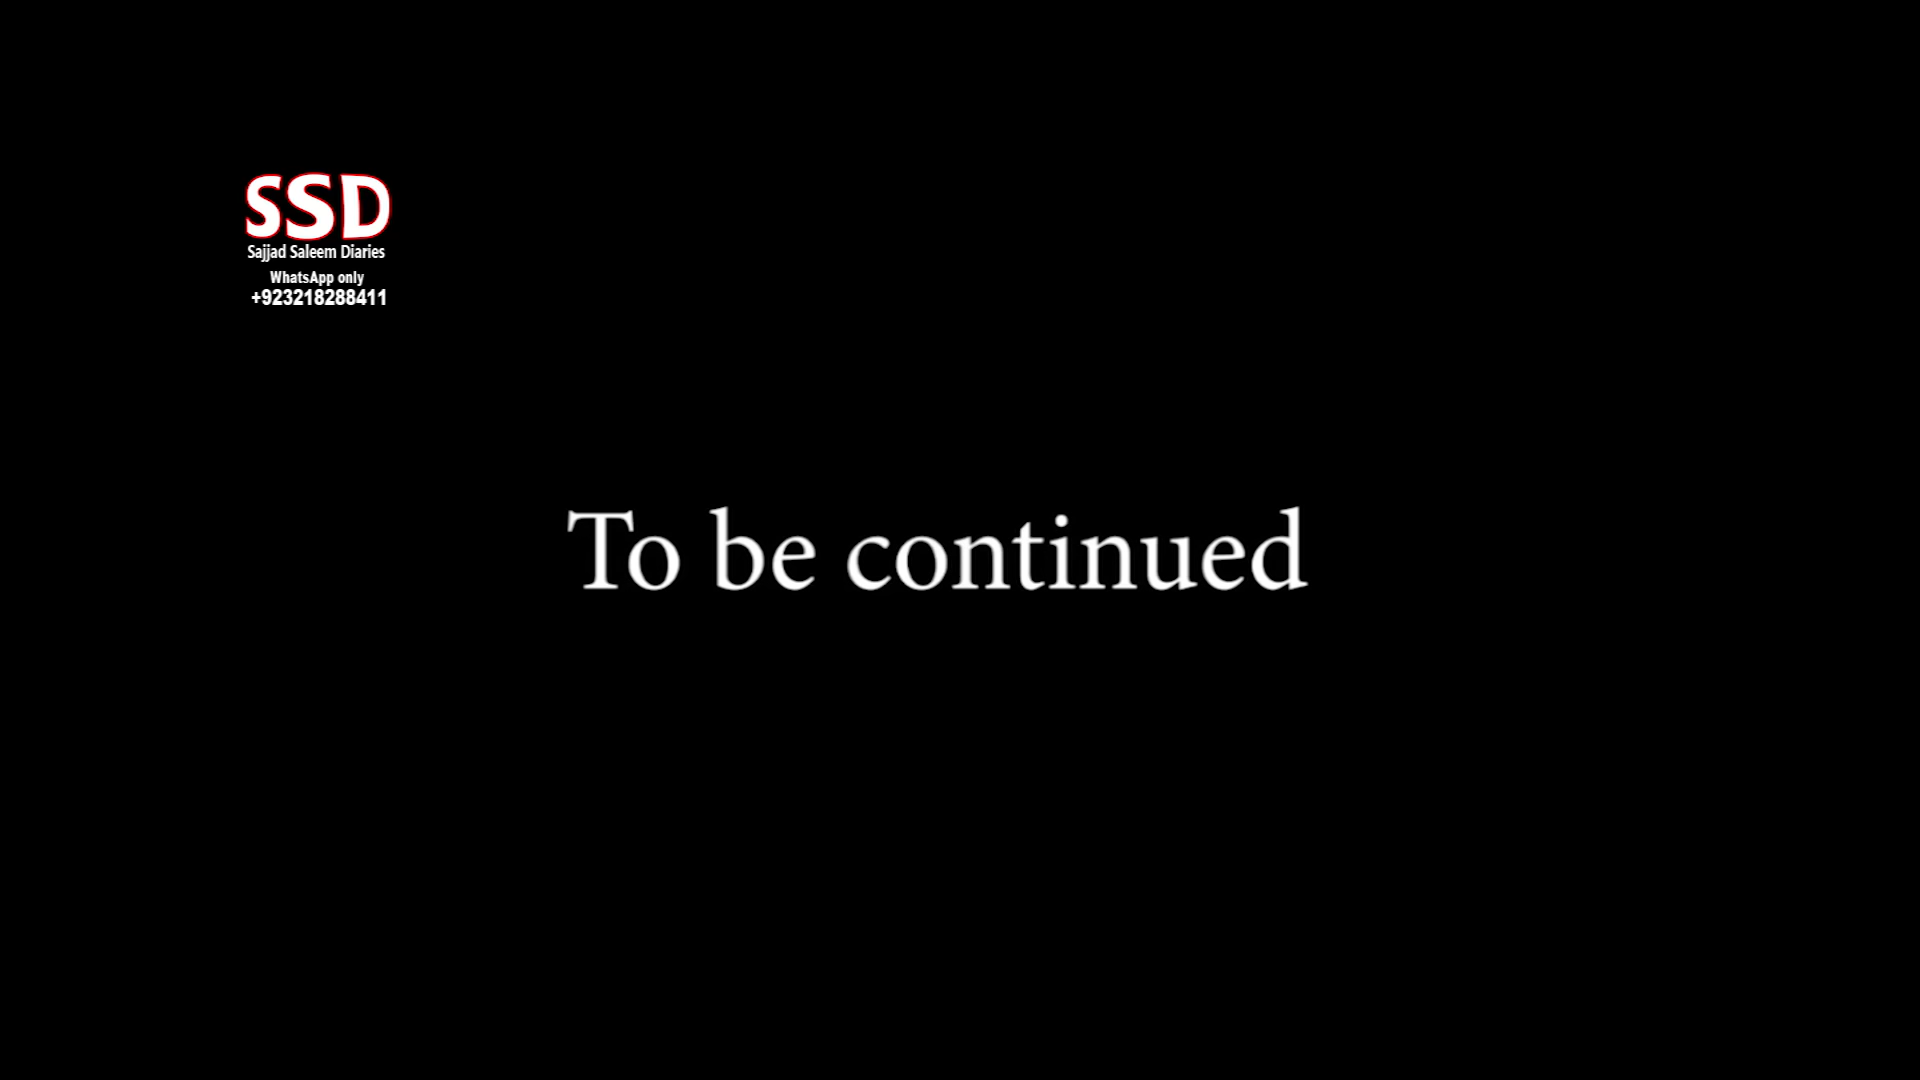 SSD
Sajjad Saleem Diaries
WhatsApp only
+923218288411
To be continued